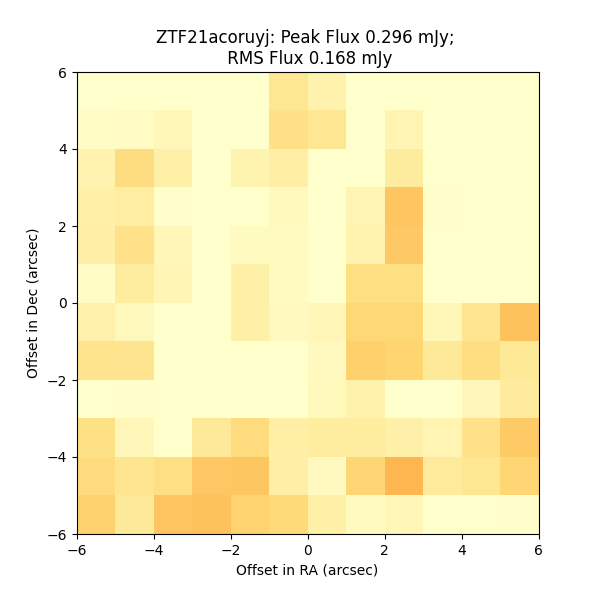 ZTF21acoruyj: Peak Flux 0.296 mJy;
RMS Flux 0.168 mJy
6
4
2
0
−2
−4
−6
Offset in Dec (arcsec)
−6 −4 −2 0 2 4 6
Offset in RA (arcsec)